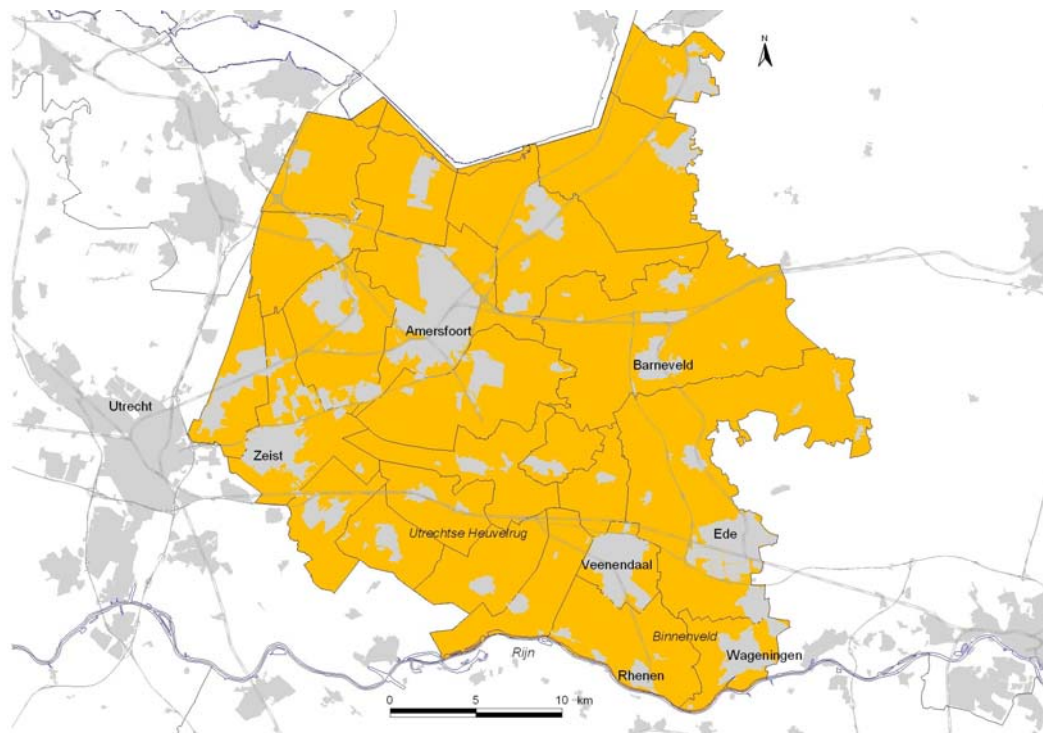 N
Amersfoort
Barneveld
Utrecht
Zeist
Utrechtse Heuvelrug
Ede
Veenendaal
Binnenveld
Rijn
Wageningen
Rhenen
0 5 10 km